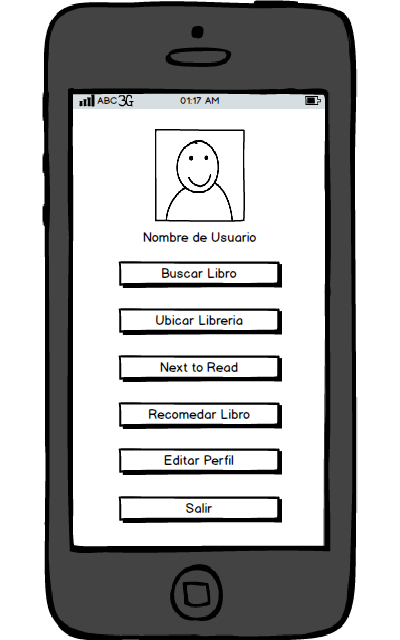 ABC 3G 01:17 AM
Nombre de Usuario
Buscar Libro
Ubicar Libreria
Next to Read
Recomedar Libro
Editar Perfil
Salir